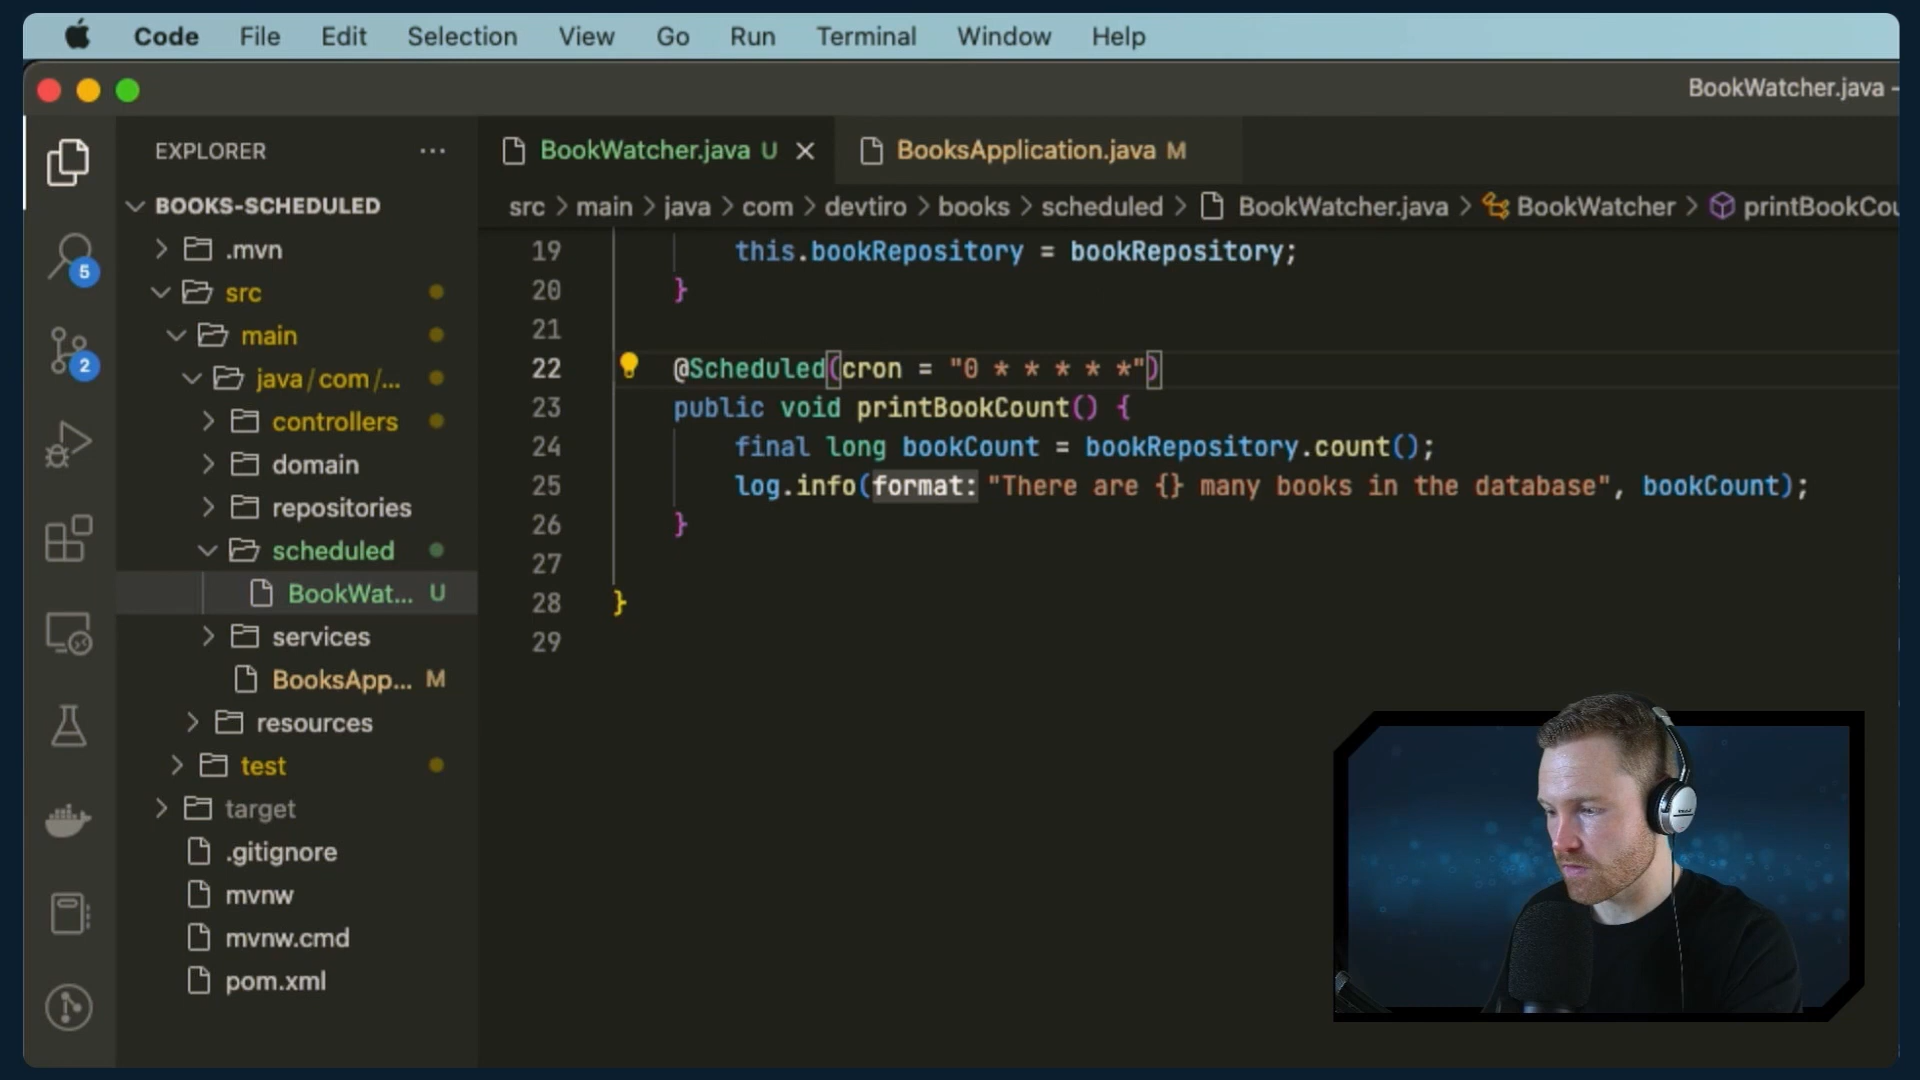 Code File Edit Selection View Go Run Terminal Window Help
BookWatcher.java -
EXPLORER ...
BookWatcher.java U
BooksApplication.java M
BOOKS-SCHEDULED
src > main > java > com > devtiro > books > scheduled > BookWatcher.java > BookWatcher > printBookCou
.mvn
src
main
java/com/...
controllers
domain
repositories
scheduled
BookWat... U
services
BooksApp... M
resources
test
target
.gitignore
mvnw
mvnw.cmd
pom.xml
5
2
19 this.bookRepository = bookRepository;
20 }
21
22 @Scheduled(cron = "0 * * * * *")
23 public void printBookCount() {
24 final long bookCount = bookRepository.count();
25 log.info(format: "There are {} many books in the database", bookCount);
26 }
27
28 }
29